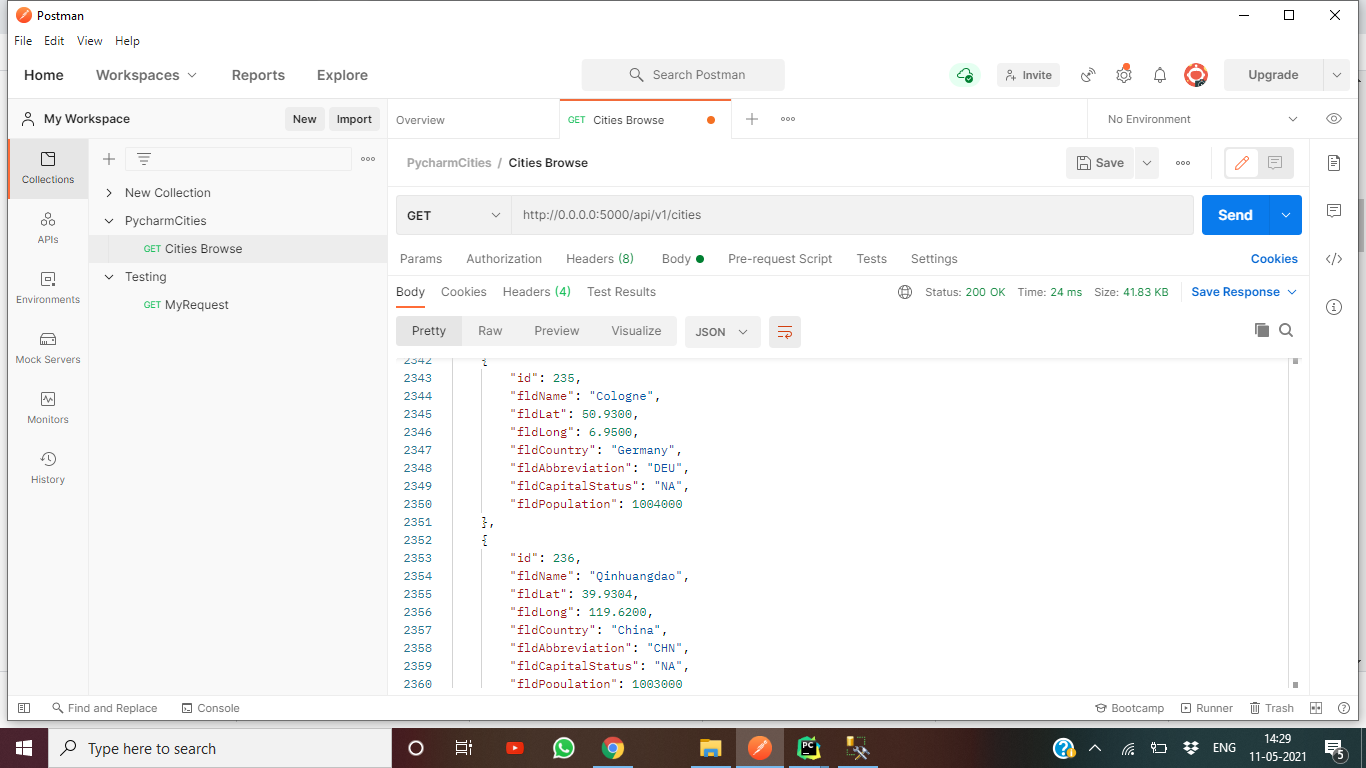 Postman
File Edit View Help
Home Workspaces Reports Explore Search Postman Invite Upgrade
My Workspace New Import Overview GET Cities Browse No Environment
PycharmCities / Cities Browse Save
Collections
New Collection
PycharmCities
GET Cities Browse
Testing
GET MyRequest
APIs
Environments
Mock Servers
Monitors
History
GET http://0.0.0.0:5000/api/v1/cities Send
Params Authorization Headers (8) Body Pre-request Script Tests Settings Cookies
Body Cookies Headers (4) Test Results Status: 200 OK Time: 24 ms Size: 41.83 KB Save Response
Pretty Raw Preview Visualize JSON
2342 {
2343 "id": 235,
2344 "fldName": "Cologne",
2345 "fldLat": 50.9300,
2346 "fldLong": 6.9500,
2347 "fldCountry": "Germany",
2348 "fldAbbreviation": "DEU",
2349 "fldCapitalStatus": "NA",
2350 "fldPopulation": 1004000
2351 },
2352 {
2353 "id": 236,
2354 "fldName": "Qinhuangdao",
2355 "fldLat": 39.9304,
2356 "fldLong": 119.6200,
2357 "fldCountry": "China",
2358 "fldAbbreviation": "CHN",
2359 "fldCapitalStatus": "NA",
2360 "fldPopulation": 1003000
Find and Replace Console Bootcamp Runner Trash
Type here to search PC ENG 14:29
11-05-2021 5